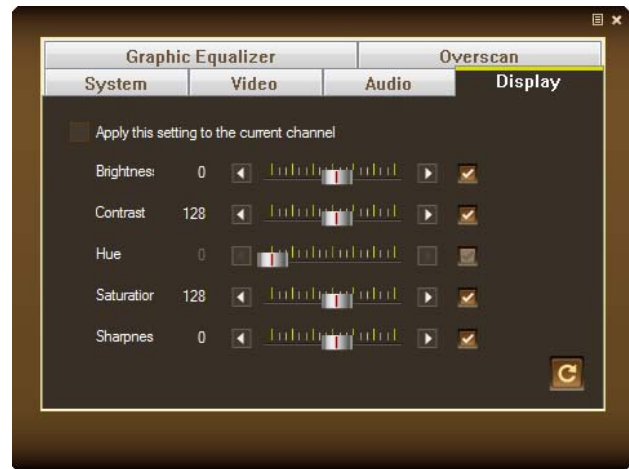 Graphic Equalizer Overscan
System Video Audio Display
Apply this setting to the current channel
Brightnes 0
Contrast 128
Hue 0
Saturatior 128
Sharpnes 0